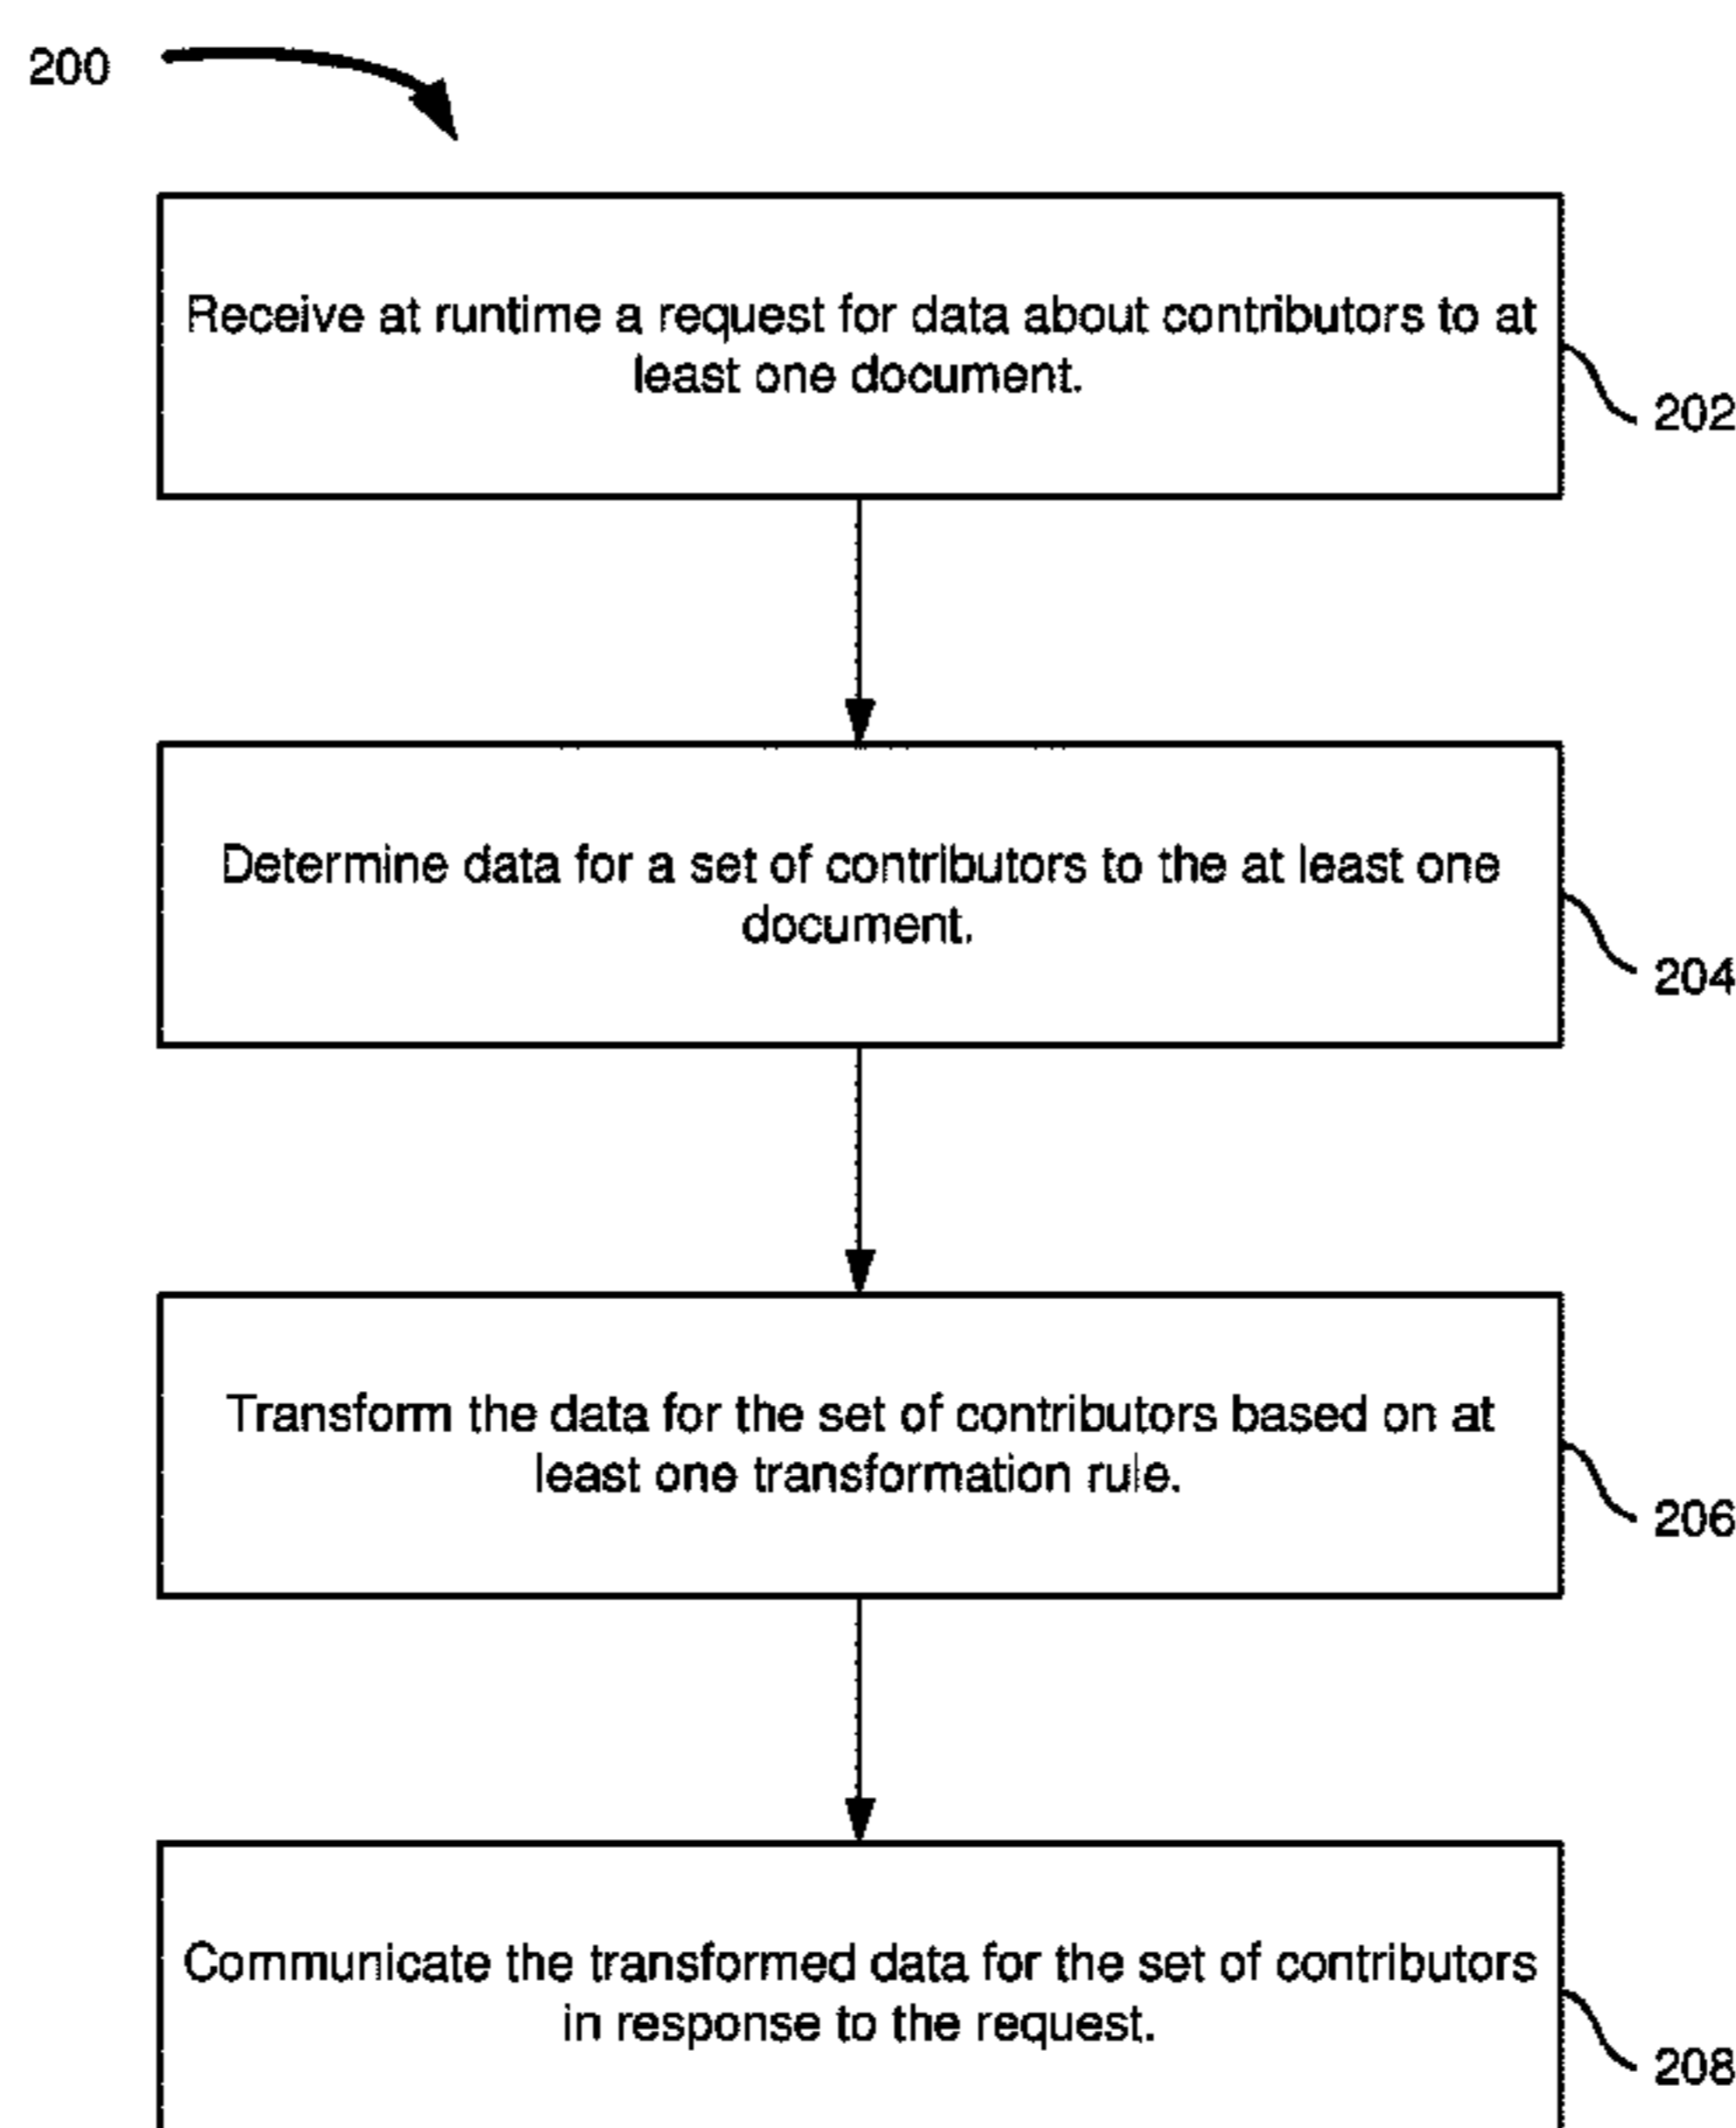 200
Receive at runtime a request for data about contributors to at
least one document.
202
Determine data for a set of contributors to the at least one
document.
204
Transform the data for the set of contributors based on at
least one transformation rule.
206
Communicate the transformed data for the set of contributors
in response to the request.
208